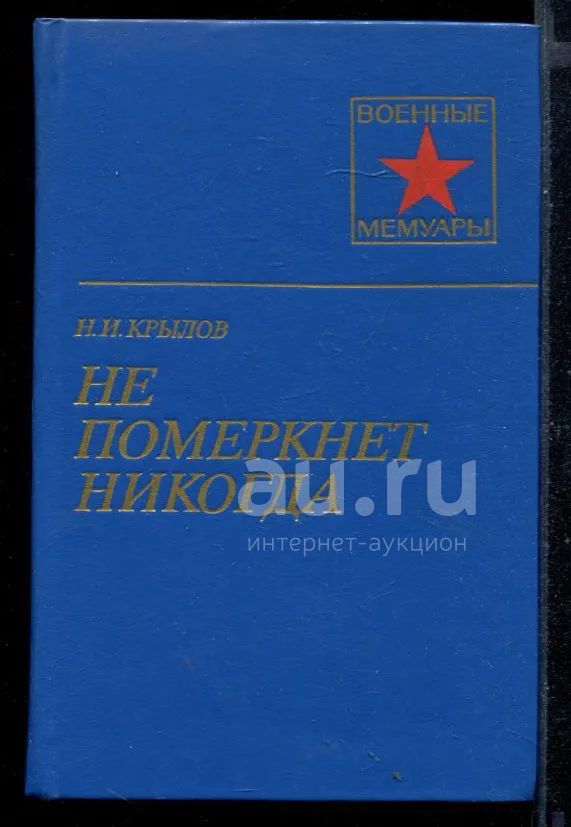 ВОЕННЫЕ
МЕМУАРЫ
Н.И.КРЫЛОВ
НЕ
ПОМЕРКНЕТ
НИКОГДА
au.ru
интернет-аукцион